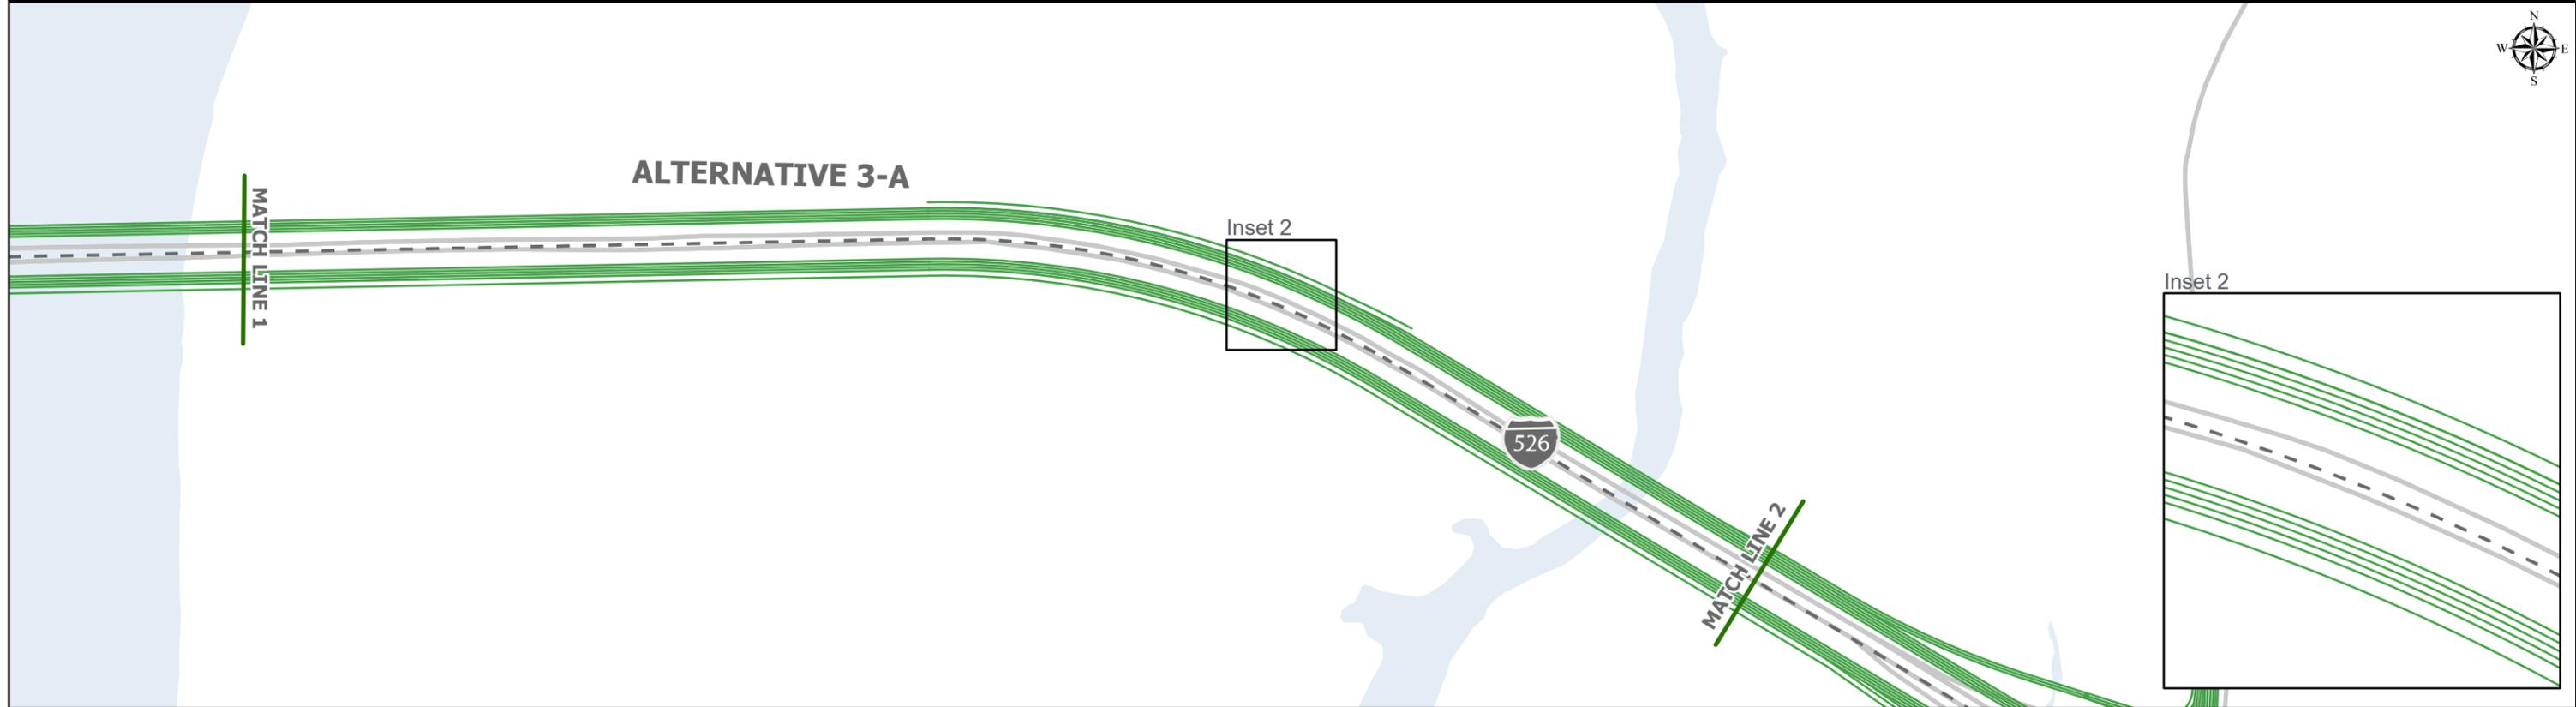 N
W E
S
ALTERNATIVE 3-A
MATCH LINE 1
Inset 2
Inset 2
526
MATCH LINE 2